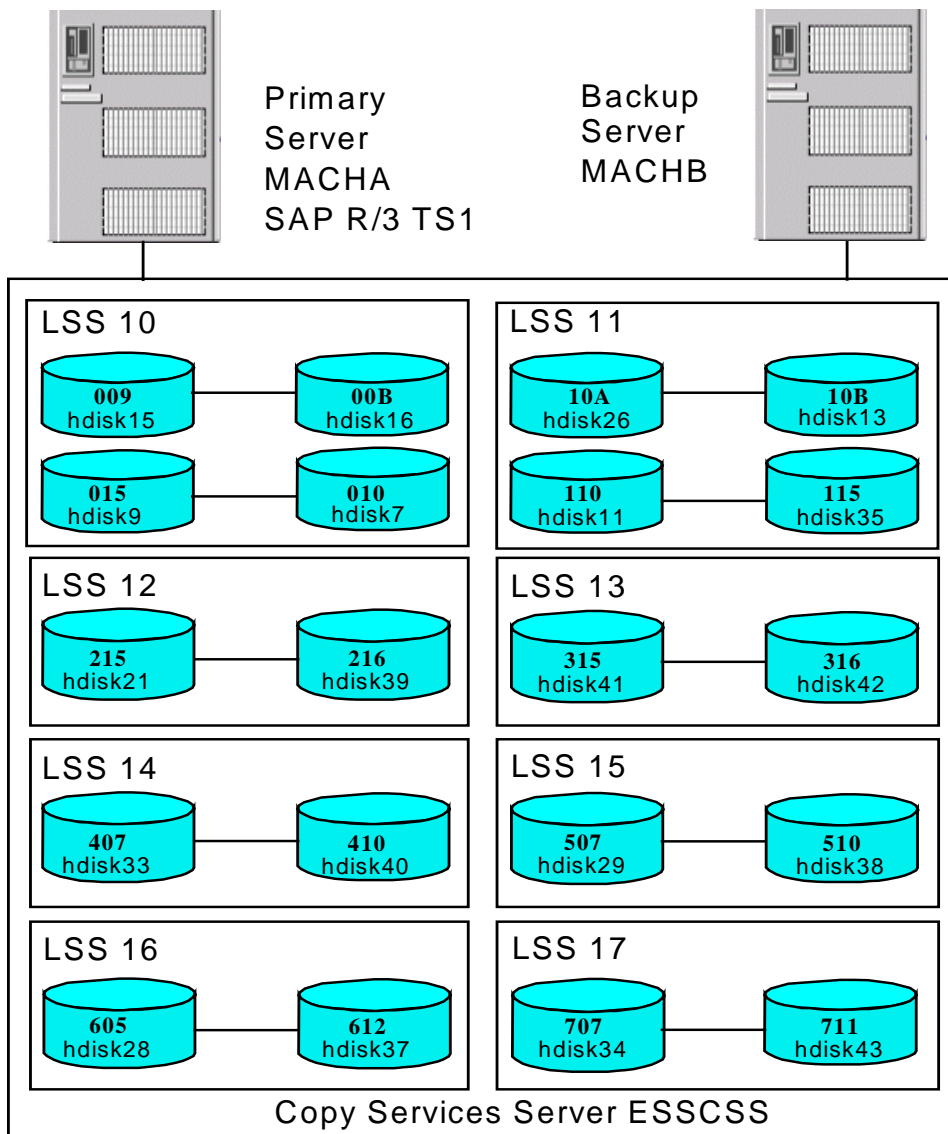 Primary
Server
MACHA
SAP R/3 TS1
Backup
Server
MACHB
LSS 10
009
hdisk15
00B
hdisk16
015
hdisk9
010
hdisk7
LSS 11
10A
hdisk26
10B
hdisk13
110
hdisk11
115
hdisk35
LSS 12
215
hdisk21
216
hdisk39
LSS 13
315
hdisk41
316
hdisk42
LSS 14
407
hdisk33
410
hdisk40
LSS 15
507
hdisk29
510
hdisk38
LSS 16
605
hdisk28
612
hdisk37
LSS 17
707
hdisk34
711
hdisk43
Copy Services Server ESSCSS